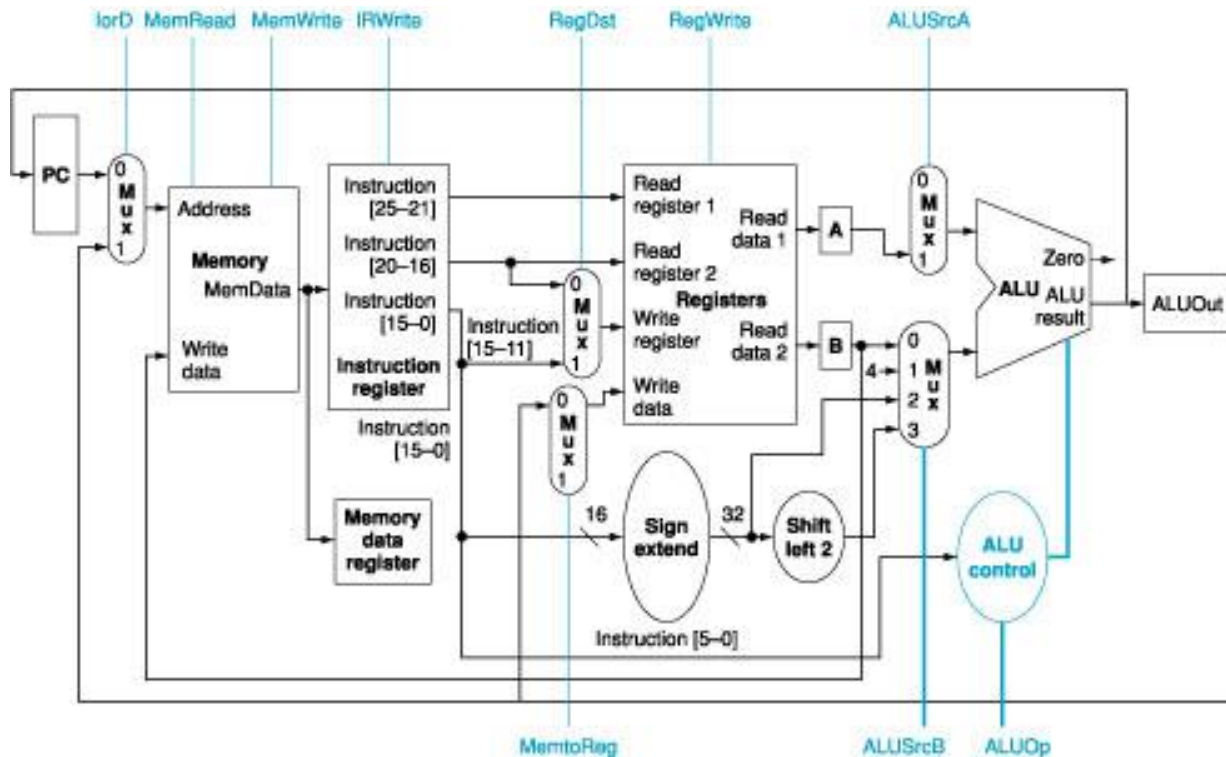 IorD MemRead MemWrite IRWrite RegDst RegWrite ALUSrcA
PC
0
M
u
x
1
Address
Memory
MemData
Write
data
Instruction
[25–21]
Instruction
[20–16]
Instruction
[15–0]
Instruction
register
Instruction
[15–0]
Instruction
[15–11]
Memory
data
register
0
M
u
x
1
0
M
u
x
1
Read
register 1
Read
register 2
Registers
Write
register
Write
data
Read
data 1
Read
data 2
16
Sign
extend
32
Shift
left 2
A
B
4
0
M
u
x
1
0
1
2
3
M
u
x
Zero
ALU
ALU
result
ALUOut
ALU
control
Instruction [5–0]
MemtoReg ALUSrcB ALUOp